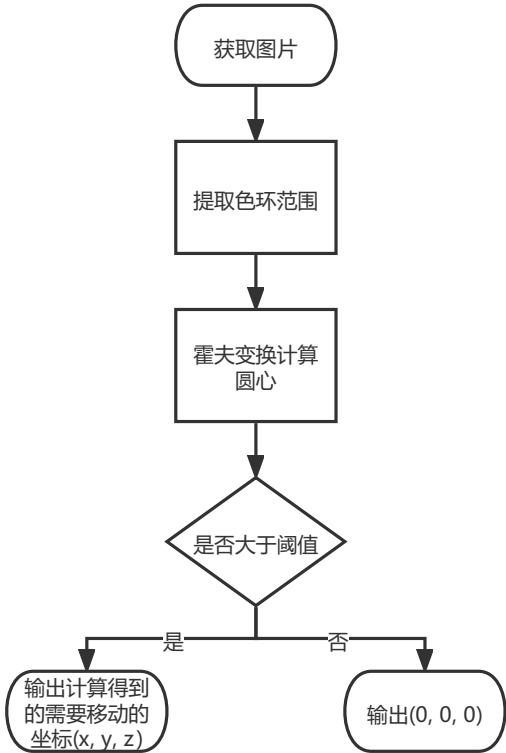 获取图片
提取色环范围
霍夫变换计算
圆心
是否大于阈值
是
否
输出计算得到
的需要移动的
坐标(x, y, z)
输出(0, 0, 0)